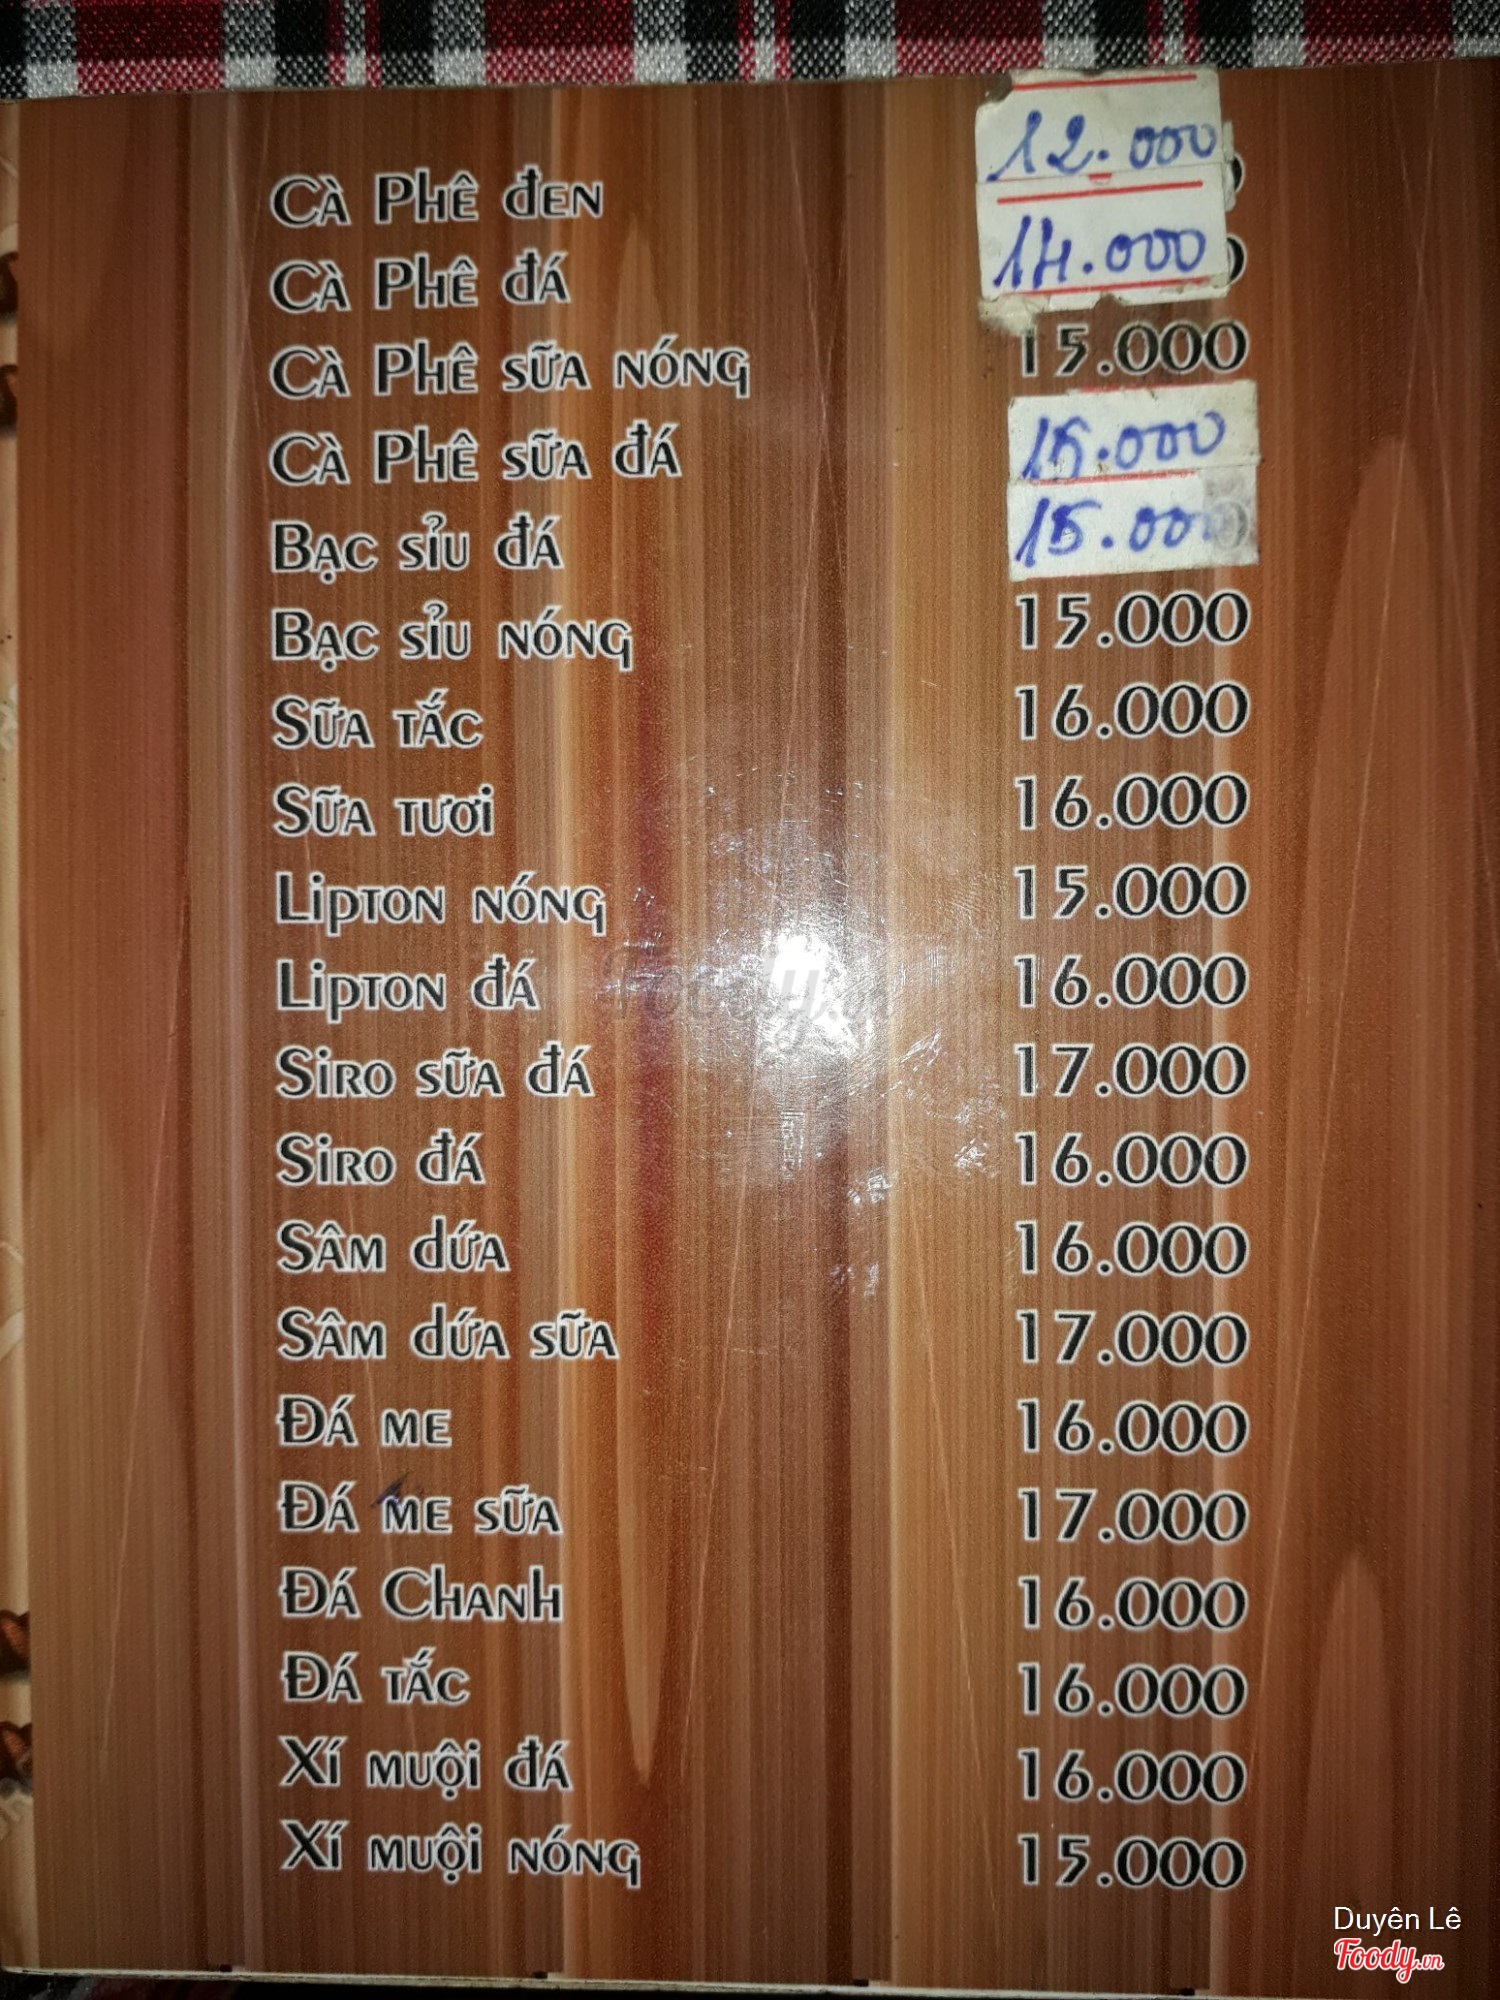 Cà Phê đen 12.000
Cà Phê đá 14.000
Cà Phê sữa nóng 15.000
Cà Phê sữa đá 15.000
Bạc sỉu đá 15.000
Bạc sỉu nóng 15.000
Sữa tắc 16.000
Sữa tươi 16.000
Lipton nóng 15.000
Lipton đá 16.000
Siro sữa đá 17.000
Siro đá 16.000
Sâm dứa 16.000
Sâm dứa sữa 17.000
Đá me 16.000
Đá me sữa 17.000
Đá Chanh 16.000
Đá tắc 16.000
Xí muội đá 16.000
Xí muội nóng 15.000
Foody.vn
Duyên Lê
Foody.vn